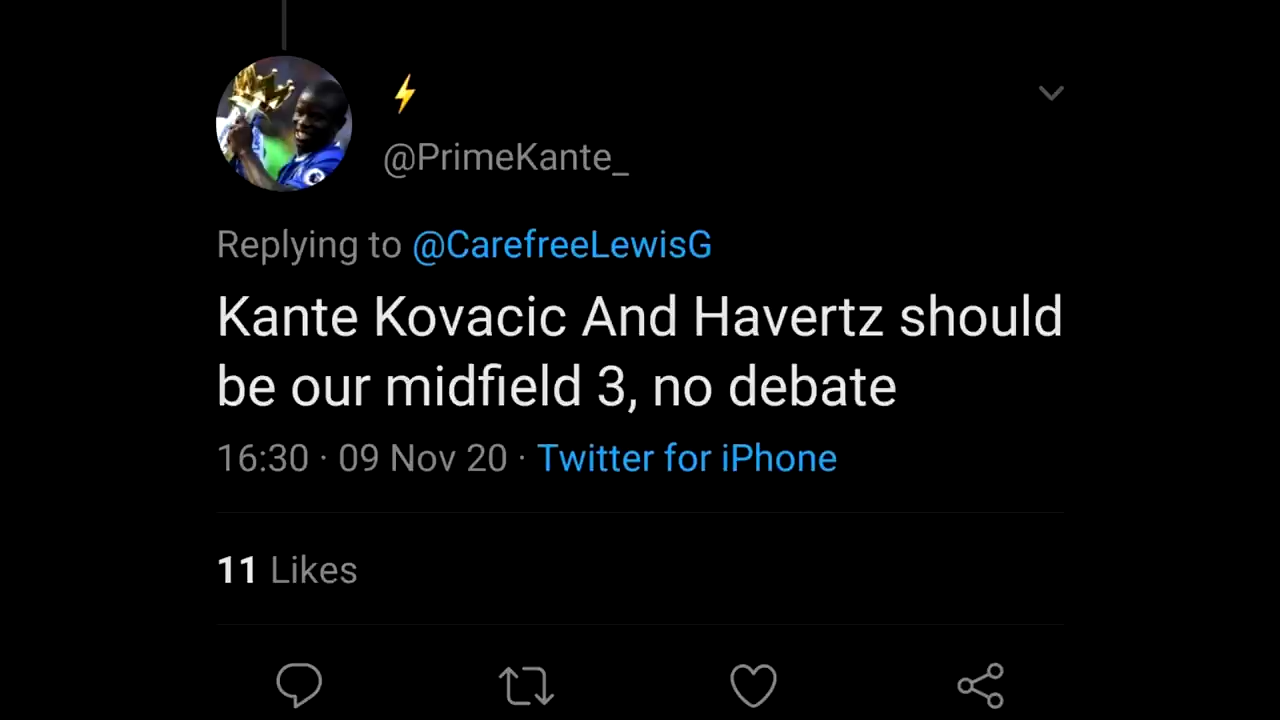 ⚡
@PrimeKante_
Replying to @CarefreeLewisG
Kante Kovacic And Havertz should
be our midfield 3, no debate
16:30 · 09 Nov 20 · Twitter for iPhone
11 Likes